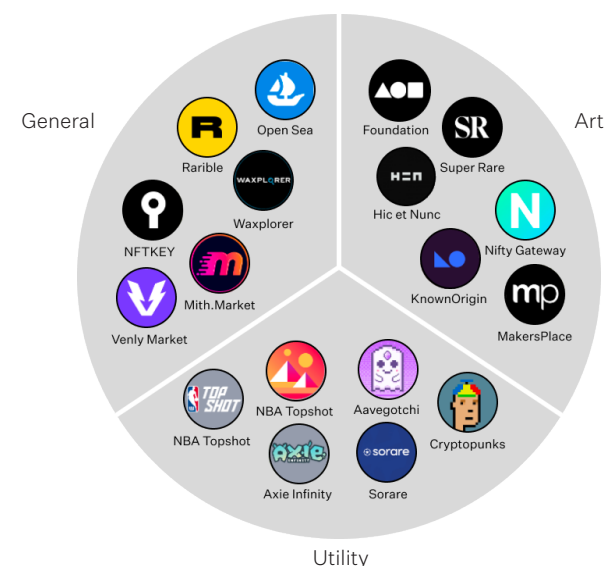 General
Open Sea
R
Rarible
WAXPLORER
Waxplorer
NFTKEY
m
Mith.Market
Venly Market
Art
Foundation
SR
Super Rare
H=n
Hic et Nunc
N
Nifty Gateway
KnownOrigin
mp
MakersPlace
NBA TOP SHOT
NBA Topshot
NBA Topshot
Aavegotchi
Cryptopunks
AXIE INFINITY
Axie Infinity
sorare
Sorare
Utility